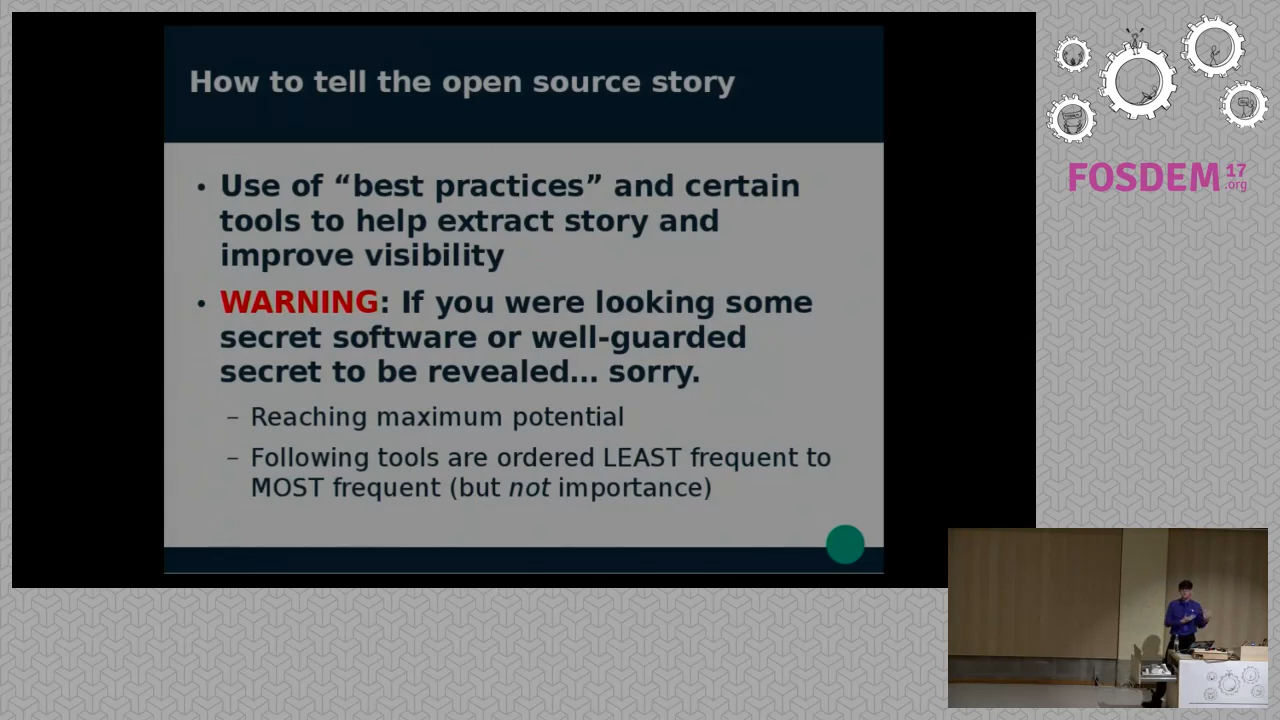 How to tell the open source story
• Use of “best practices” and certain
tools to help extract story and
improve visibility
• WARNING: If you were looking some
secret software or well-guarded
secret to be revealed... sorry.
– Reaching maximum potential
– Following tools are ordered LEAST frequent to
MOST frequent (but not importance)
FOSDEM 17
.org